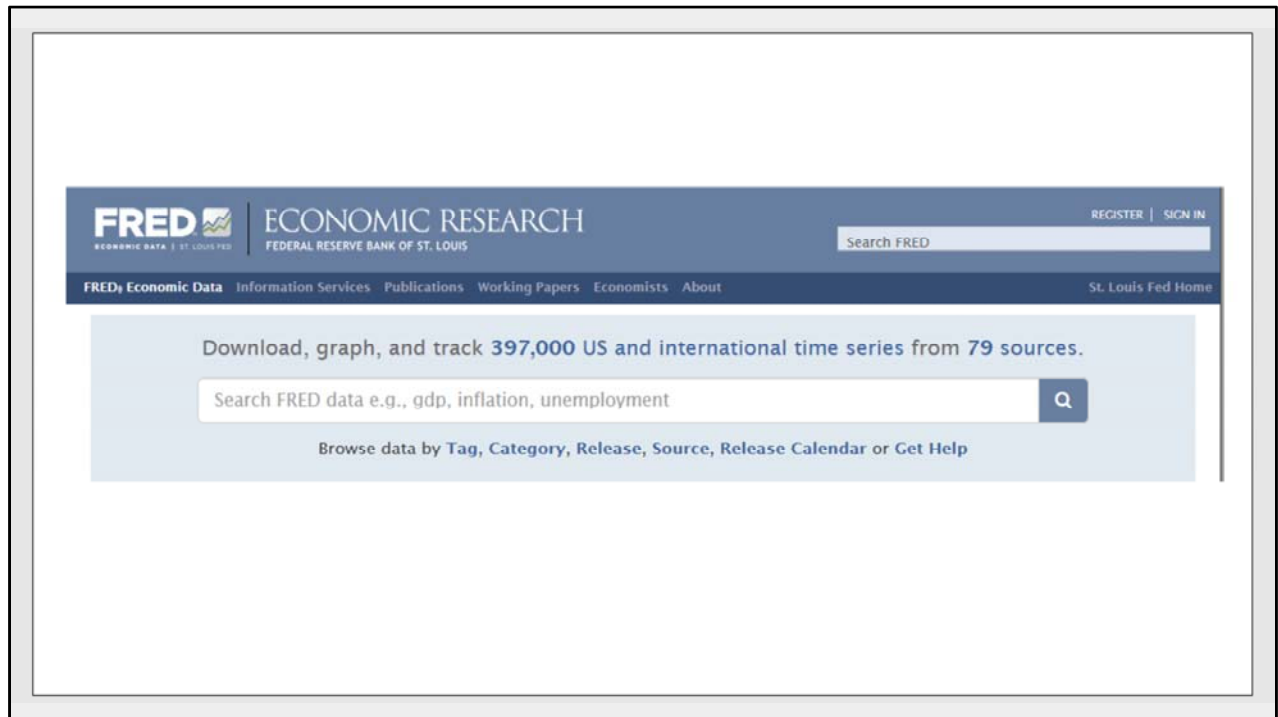 FRED
ECONOMIC DATA | ST. LOUIS FED
ECONOMIC RESEARCH
FEDERAL RESERVE BANK OF ST. LOUIS
REGISTER | SIGN IN
Search FRED
FRED® Economic Data Information Services Publications Working Papers Economists About St. Louis Fed Home
Download, graph, and track 397,000 US and international time series from 79 sources.
Search FRED data e.g., gdp, inflation, unemployment
Browse data by Tag, Category, Release, Source, Release Calendar or Get Help